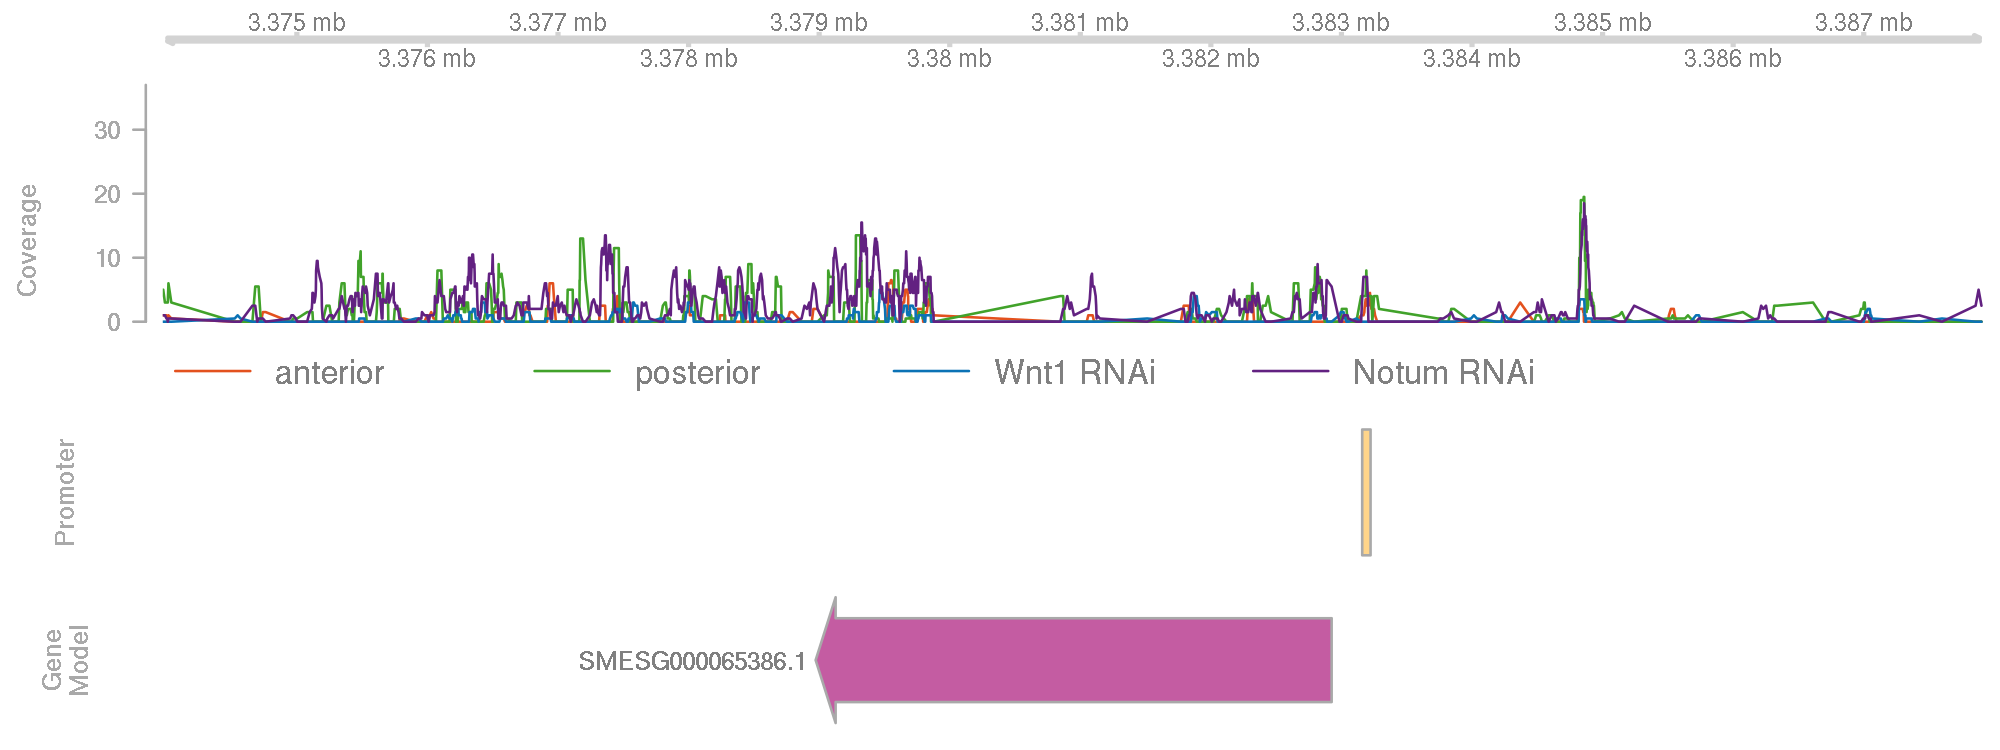 3.375 mb 3.377 mb 3.379 mb 3.381 mb 3.383 mb 3.385 mb 3.387 mb
3.376 mb 3.378 mb 3.38 mb 3.382 mb 3.384 mb 3.386 mb
Coverage
30
20
10
0
anterior posterior Wnt1 RNAi Notum RNAi
Promoter
Gene
Model
SMESG000065386.1